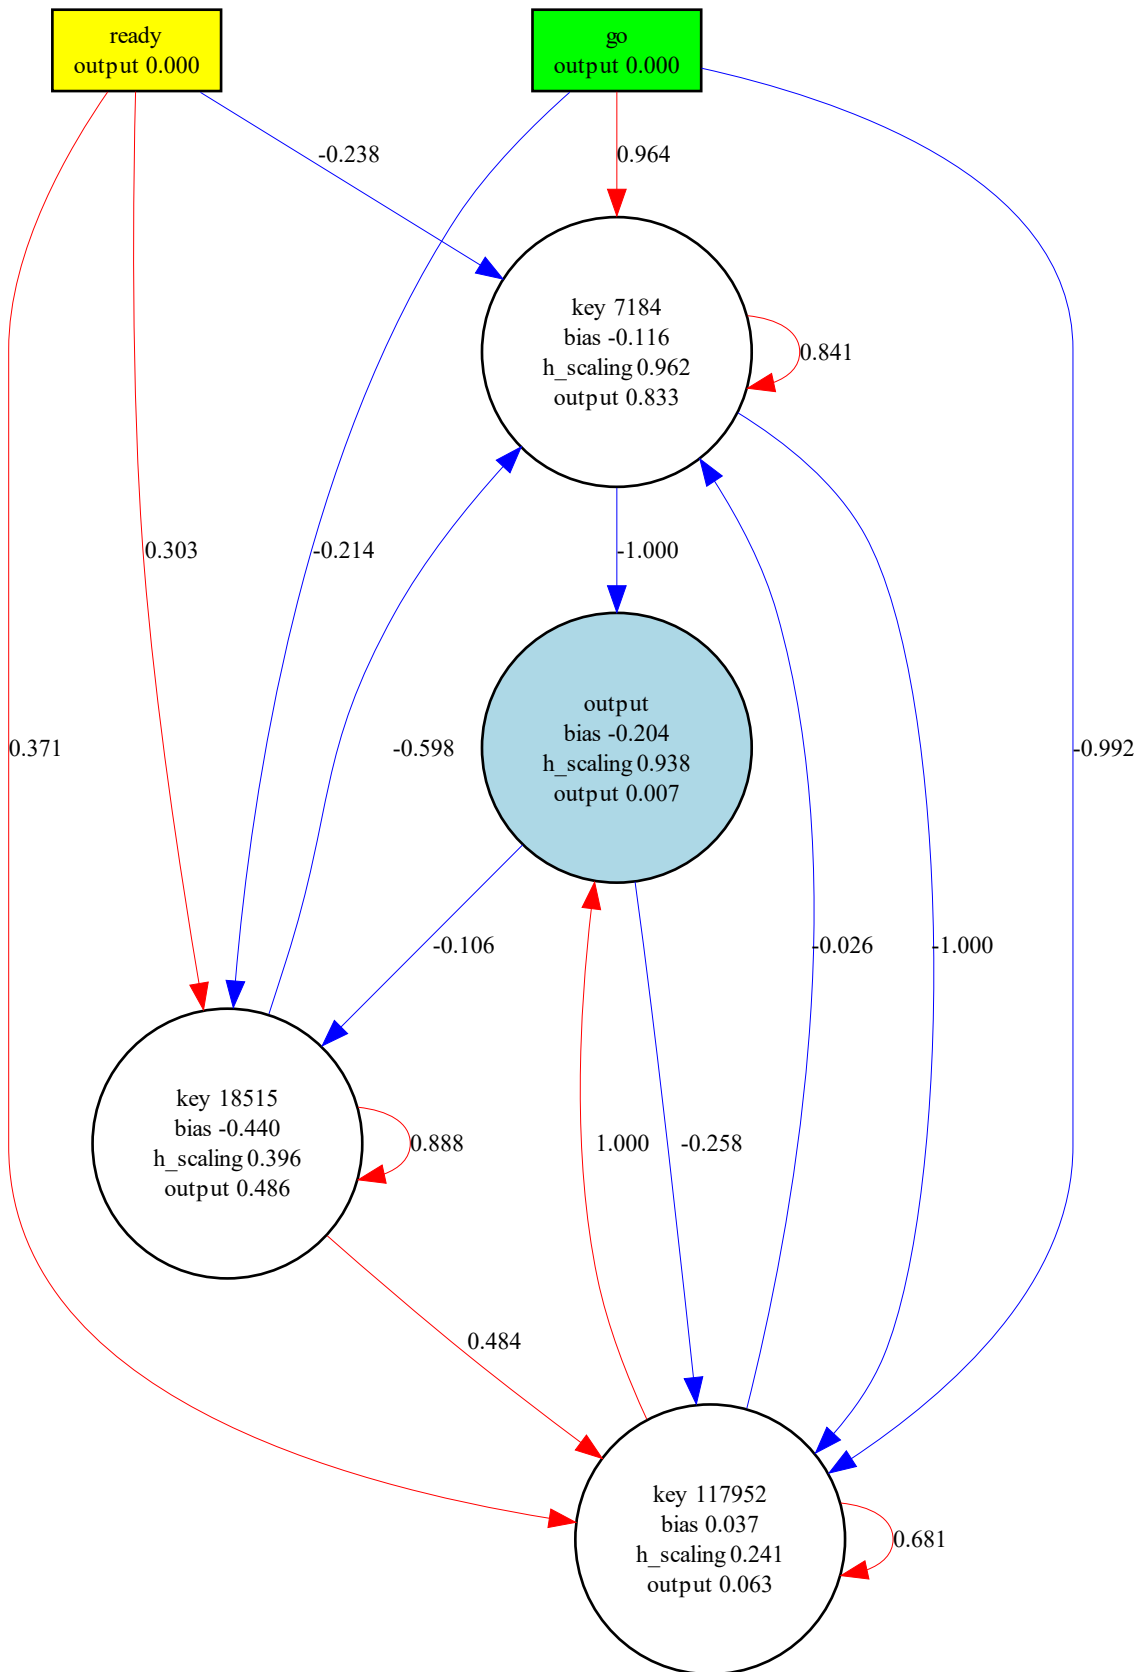 ready
output 0.000
go
output 0.000
-0.238
0.964
key 7184
bias -0.116
h_scaling 0.962
output 0.833
0.841
0.303
-0.214
-1.000
output
bias -0.204
h_scaling 0.938
output 0.007
0.371
-0.598
-0.992
-0.106
-0.026
-1.000
key 18515
bias -0.440
h_scaling 0.396
output 0.486
0.888
1.000
-0.258
0.484
key 117952
bias 0.037
h_scaling 0.241
output 0.063
0.681